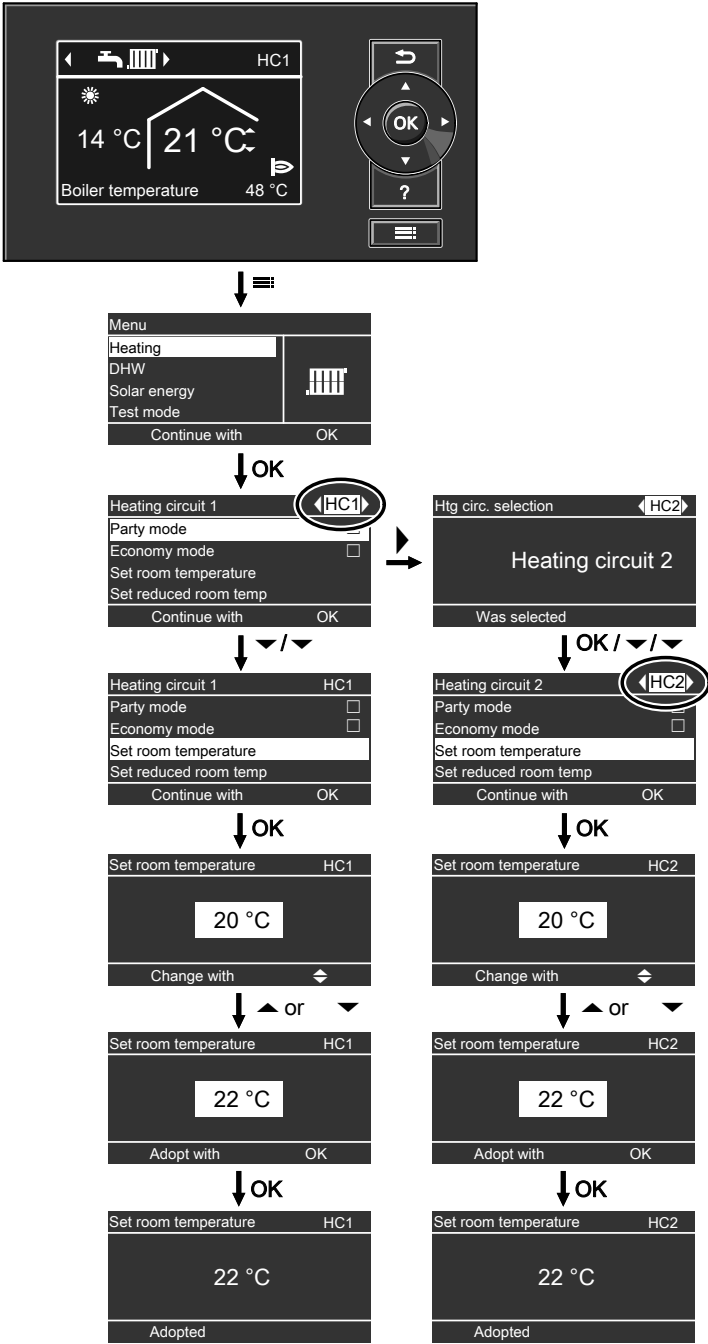 HC1
14 °C
21 °C
Boiler temperature 48 °C
OK
?
Menu
Heating
DHW
Solar energy
Test mode
Continue with OK
OK
Heating circuit 1 HC1
Party mode
Economy mode
Set room temperature
Set reduced room temp
Continue with OK
Htg circ. selection HC2
Heating circuit 2
Was selected
OK / /
/
Heating circuit 1 HC1
Party mode
Economy mode
Set room temperature
Set reduced room temp
Continue with OK
Heating circuit 2 HC2
Party mode
Economy mode
Set room temperature
Set reduced room temp
Continue with OK
OK
OK
Set room temperature HC1
20 °C
Change with
Set room temperature HC2
20 °C
Change with
or
or
Set room temperature HC1
22 °C
Adopt with OK
Set room temperature HC2
22 °C
Adopt with OK
OK
OK
Set room temperature HC1
22 °C
Adopted
Set room temperature HC2
22 °C
Adopted